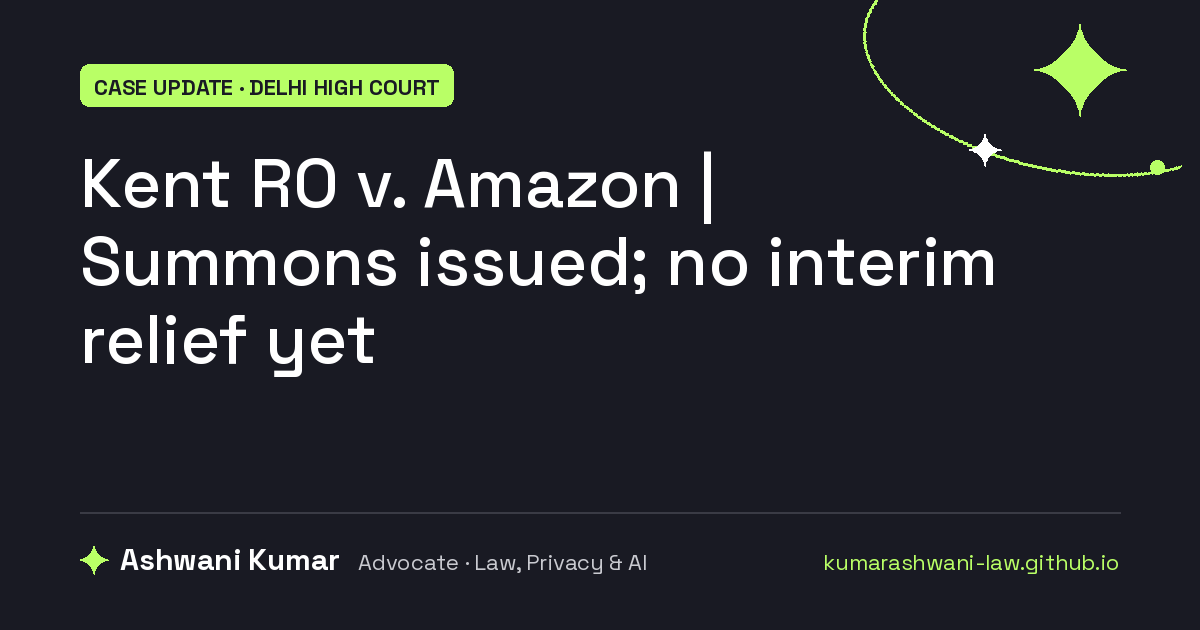 CASE UPDATE · DELHI HIGH COURT
Kent RO v. Amazon |
Summons issued; no interim
relief yet
Ashwani Kumar Advocate · Law, Privacy & AI kumarashwani-law.github.io